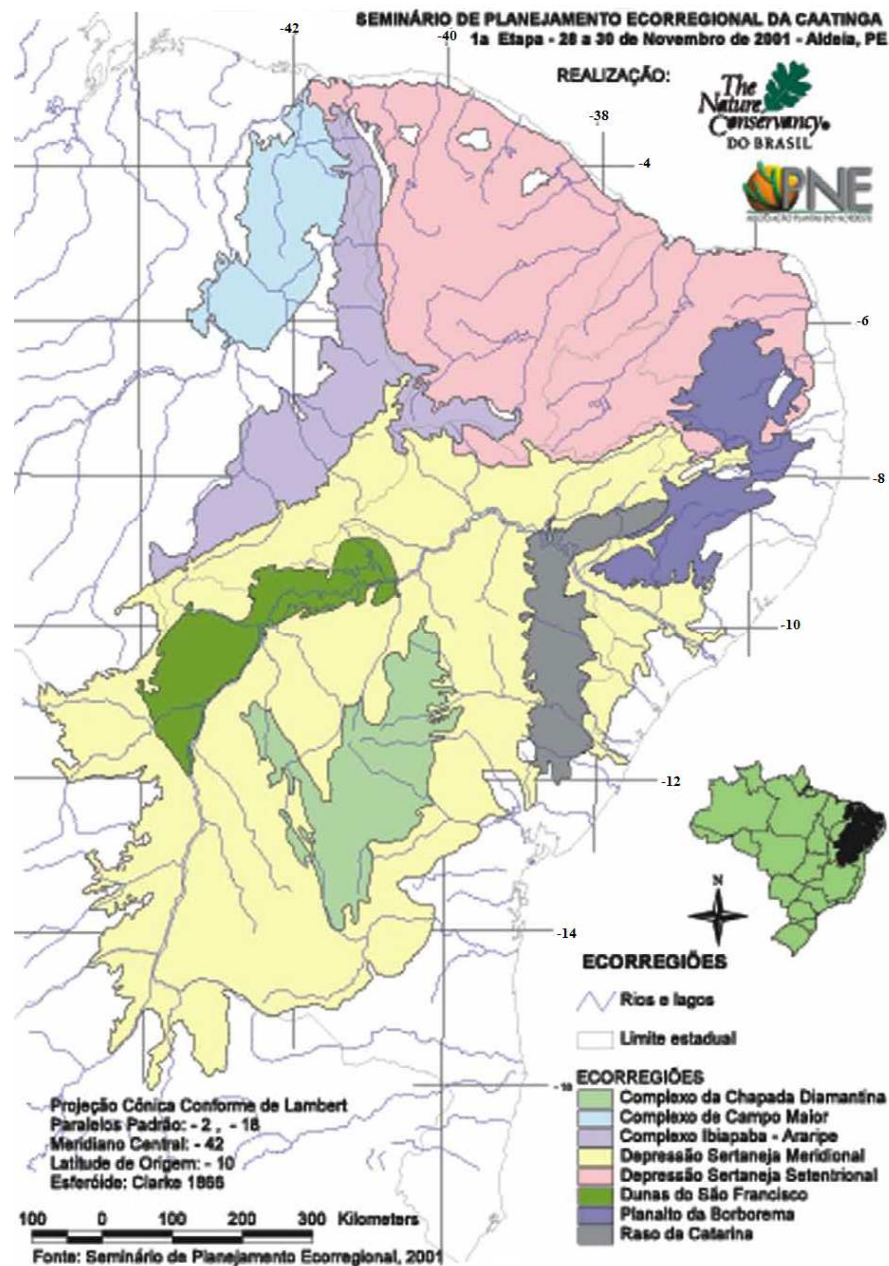 SEMINÁRIO DE PLANEJAMENTO ECORREGIONAL DA CAATINGA
1a Etapa - 28 a 30 de Novembro de 2001 - Aldeia, PE
REALIZAÇÃO:
The
Nature
Conservancy®
DO BRASIL
PNE
ASSOCIAÇÃO PLANTAS DO NORDESTE
-42
-40
-38
-4
-6
-8
-10
-12
-14
N
ECORREGIÕES
Rios e lagos
Limite estadual
ECORREGIÕES
Complexo da Chapada Diamantina
Complexo de Campo Maior
Complexo Ibiapaba - Araripe
Depressão Sertaneja Meridional
Depressão Sertaneja Setentrional
Dunas do São Francisco
Planalto da Borborema
Raso da Catarina
Projeção Cônica Conforme de Lambert
Paralelos Padrão: - 2 , - 18
Meridiano Central: - 42
Latitude de Origem: - 10
Esferóide: Clarke 1866
100 0 100 200 300 Kilometers
Fonte: Seminário de Planejamento Ecorregional, 2001